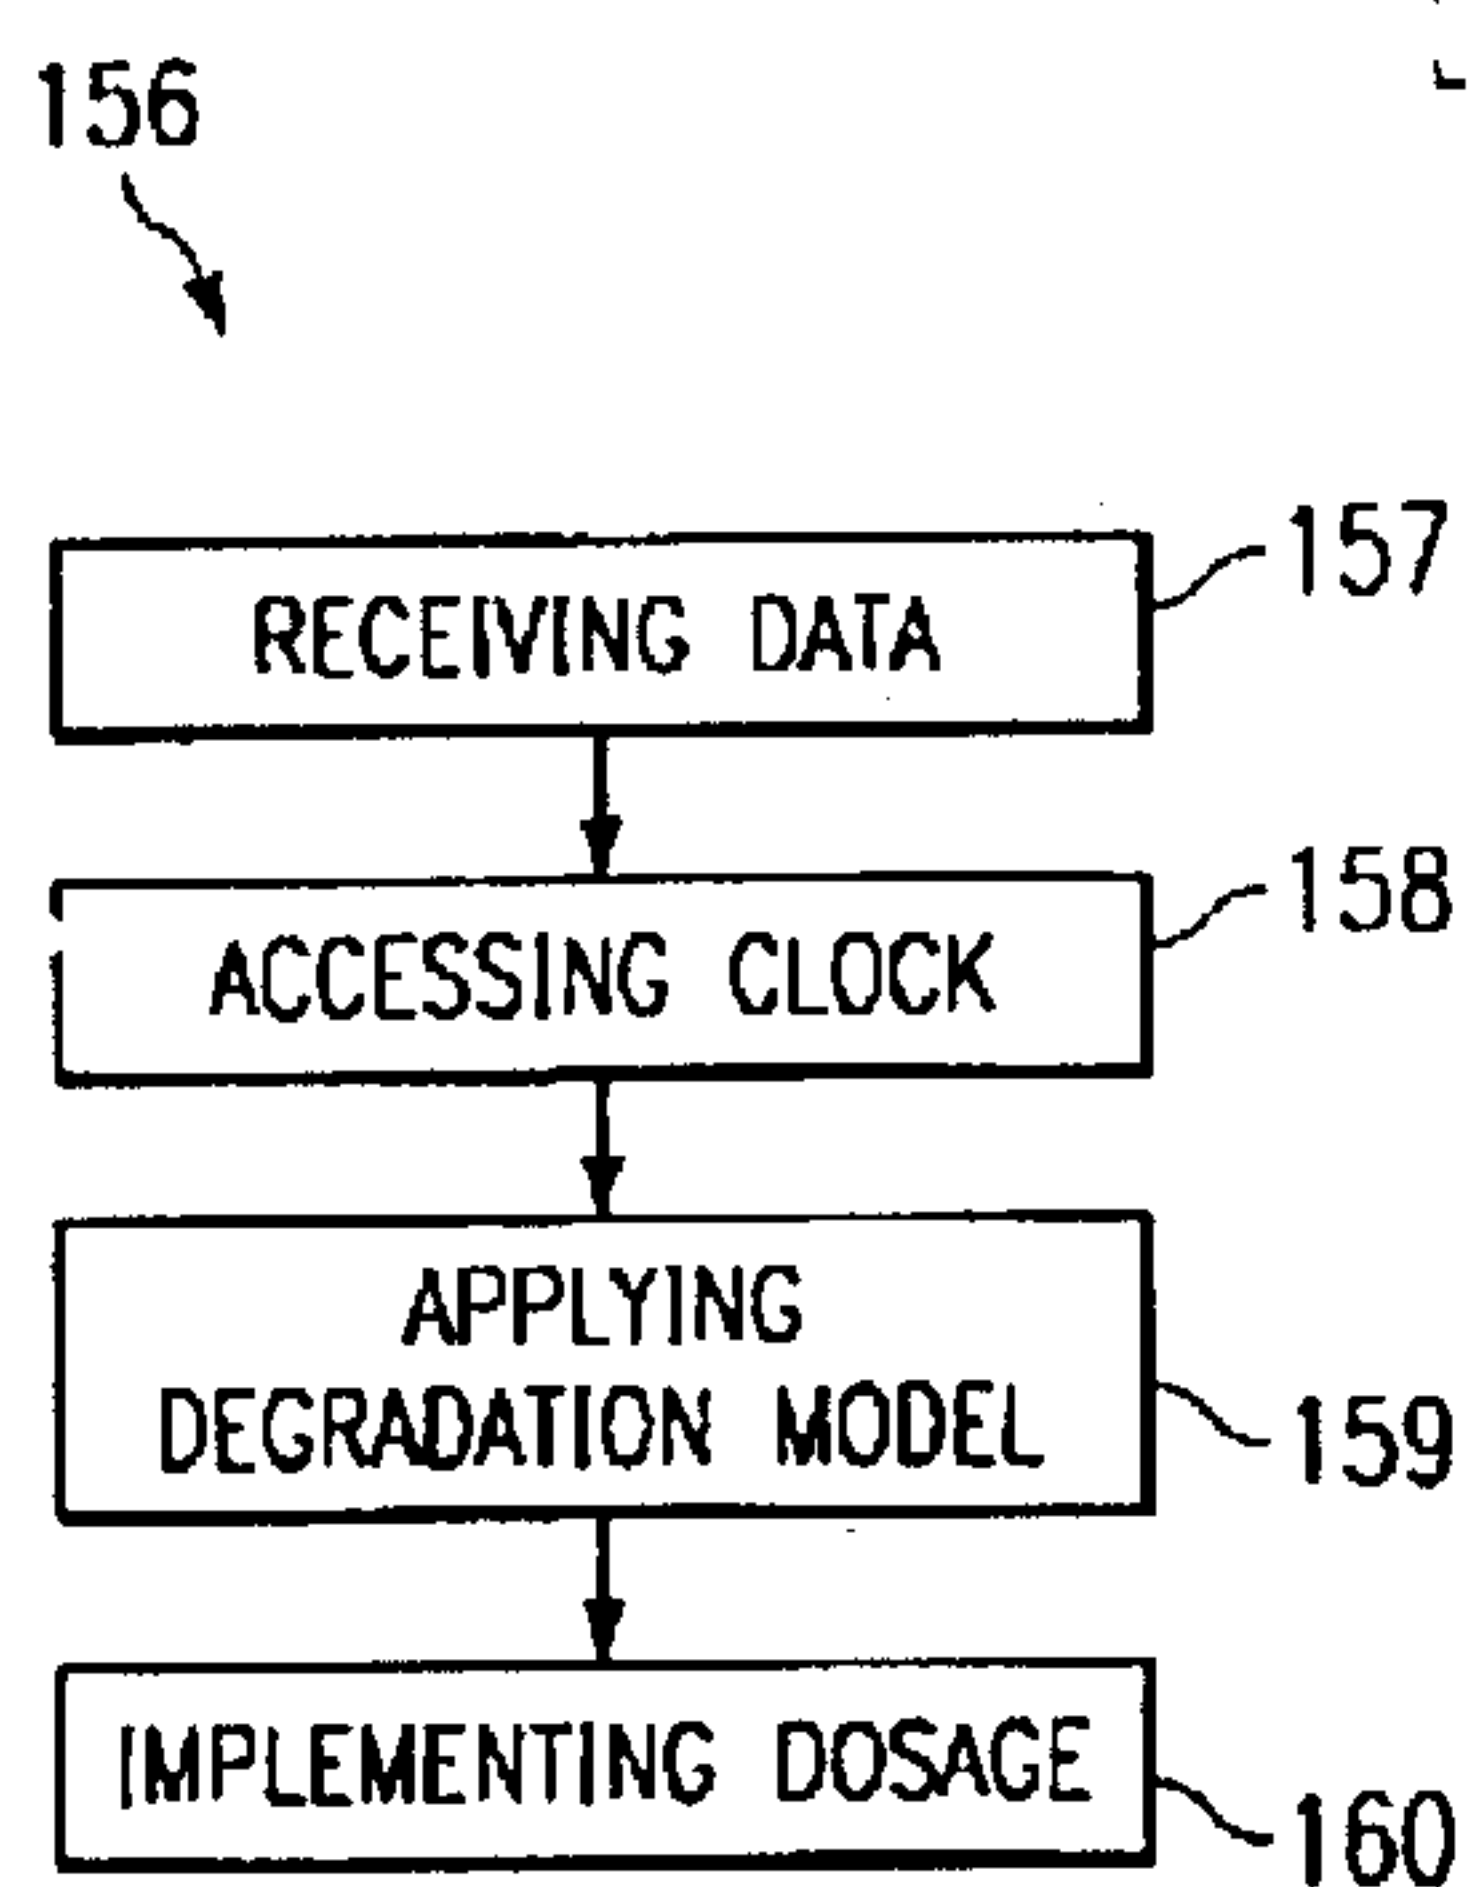 156
RECEIVING DATA
157
ACCESSING CLOCK
158
APPLYING
DEGRADATION MODEL
159
IMPLEMENTING DOSAGE
160